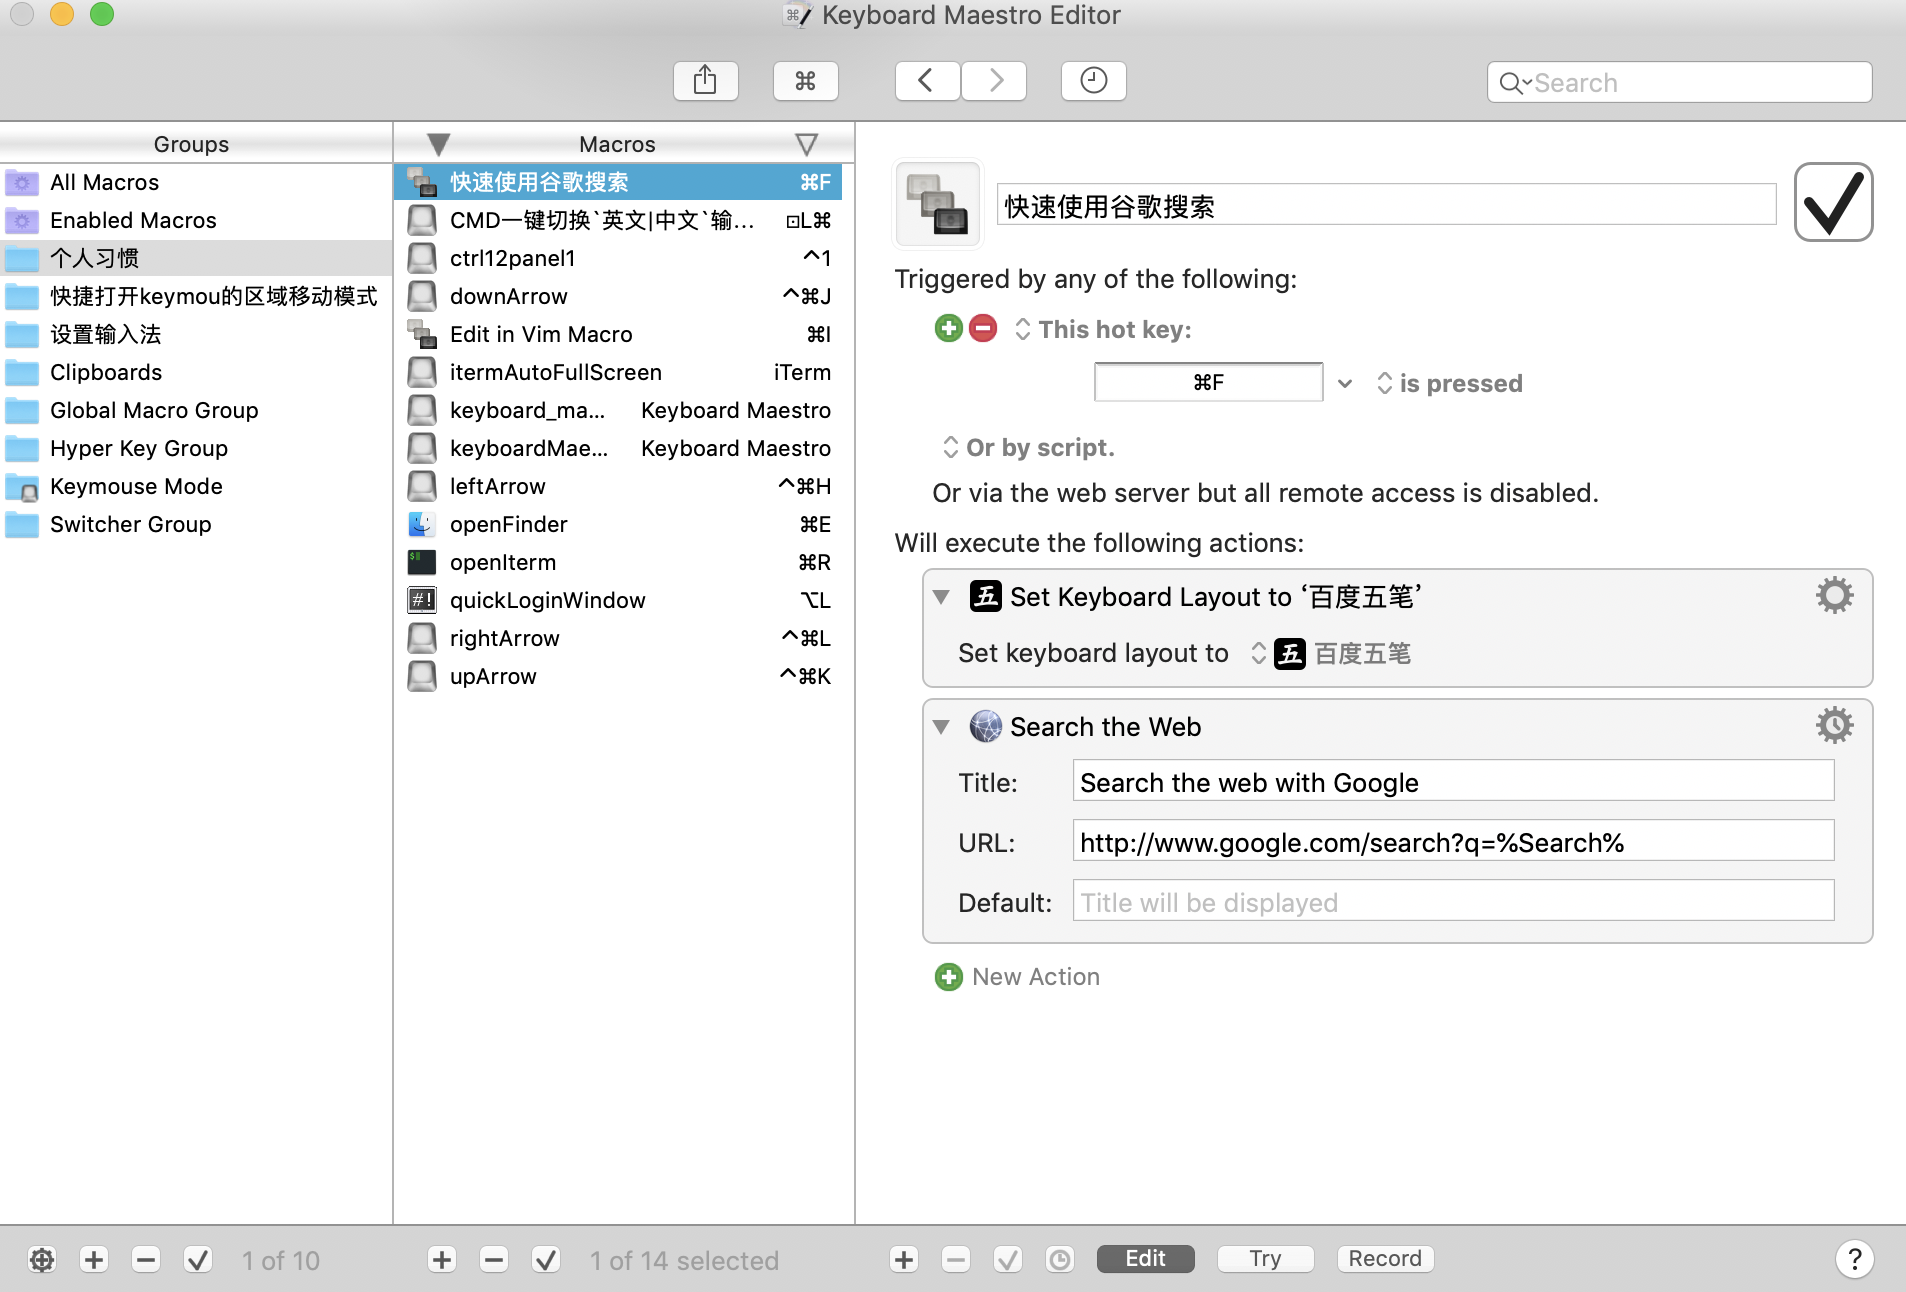 Keyboard Maestro Editor
⌘
Search
Groups
All Macros
Enabled Macros
个人习惯
快捷打开keymou的区域移动模式
设置输入法
Clipboards
Global Macro Group
Hyper Key Group
Keymouse Mode
Switcher Group
Macros
快速使用谷歌搜索 ⌘F
CMD一键切换`英文|中文`输... ⊡L⌘
ctrl12panel1 ^1
downArrow ^⌘J
Edit in Vim Macro ⌘I
itermAutoFullScreen iTerm
keyboard_ma... Keyboard Maestro
keyboardMae... Keyboard Maestro
leftArrow ^⌘H
openFinder ⌘E
openIterm ⌘R
quickLoginWindow ⌥L
rightArrow ^⌘L
upArrow ^⌘K
快速使用谷歌搜索
Triggered by any of the following:
This hot key:
⌘F is pressed
Or by script.
Or via the web server but all remote access is disabled.
Will execute the following actions:
五 Set Keyboard Layout to ‘百度五笔’
Set keyboard layout to 五 百度五笔
Search the Web
Title: Search the web with Google
URL: http://www.google.com/search?q=%Search%
Default: Title will be displayed
New Action
1 of 10
1 of 14 selected
Edit Try Record ?